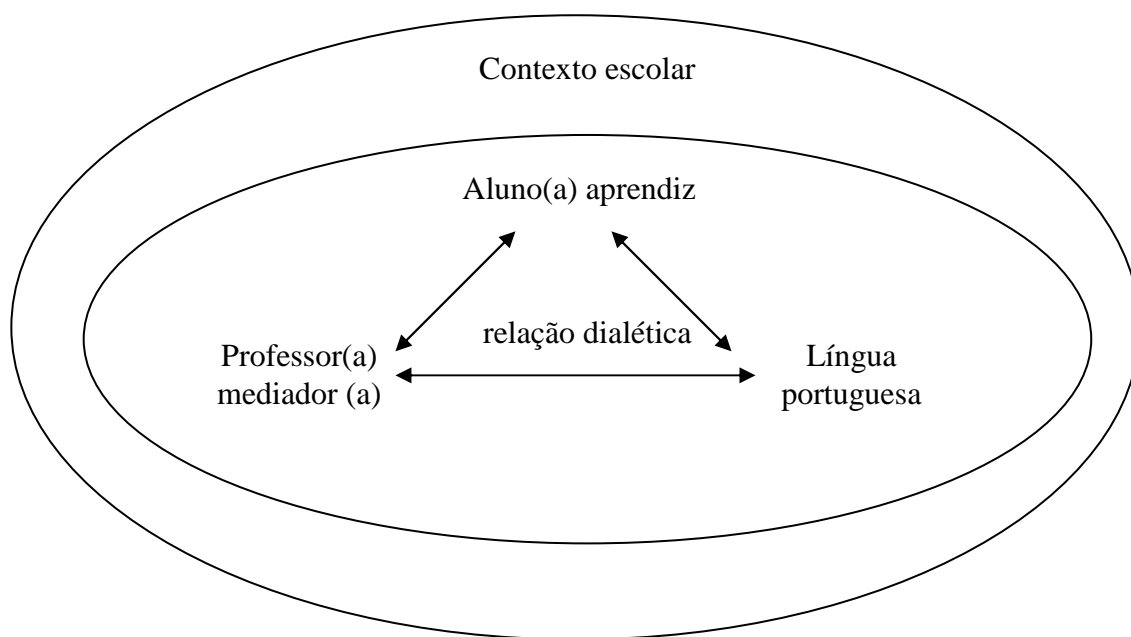 Contexto escolar
Aluno(a) aprendiz
relação dialética
Professor(a)
mediador (a)
Língua
portuguesa